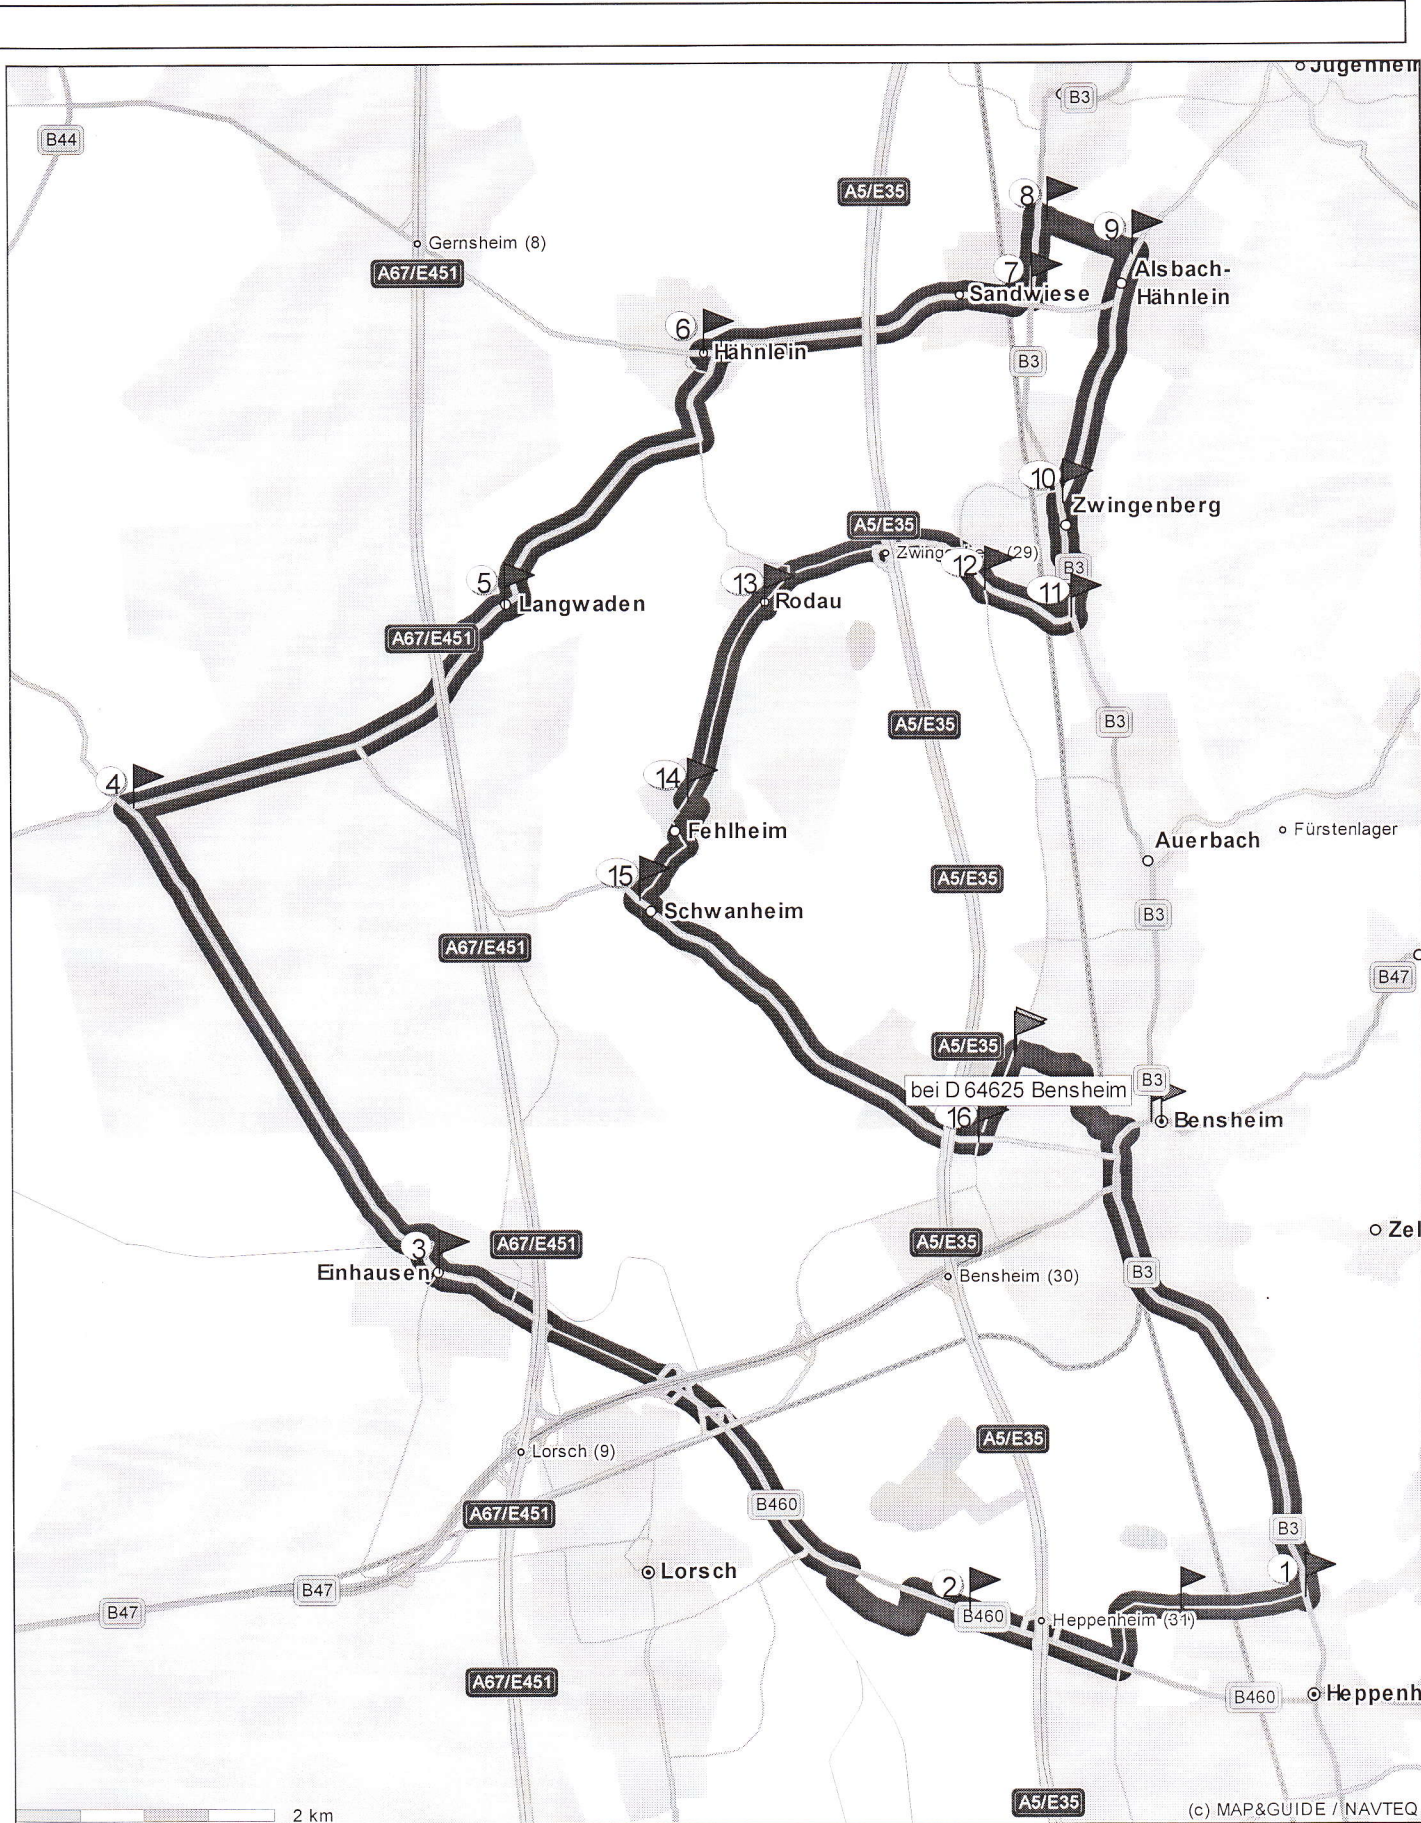 Jugenheim
B3
B44
A5/E35
8
9
Gernsheim (8)
A67/E451
7
Alsbach-
Hähnlein
Sandwiese
6
Hähnlein
B3
10
Zwingenberg
A5/E35
(29)
12
B3
11
5
13
Langwaden
Rodau
A67/E451
A5/E35
B3
4
14
Fehlheim
Fürstenlager
Auerbach
15
A5/E35
Schwanheim
B3
A67/E451
B47
A5/E35
bei D 64625 Bensheim
B3
16
Bensheim
Zel
3
A67/E451
A5/E35
Einhausen
Bensheim (30)
B3
A5/E35
Lorsch (9)
B460
A67/E451
B3
Lorsch
1
2
B47
B460
Heppenheim (31)
B47
A67/E451
B460
Heppenh
A5/E35
2 km
(c) MAP&GUIDE / NAVTEQ